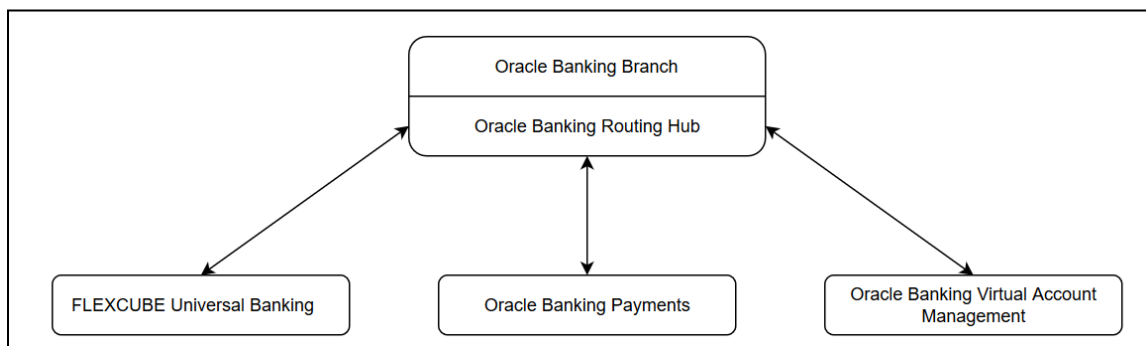 Oracle Banking Branch
Oracle Banking Routing Hub
FLEXCUBE Universal Banking
Oracle Banking Payments
Oracle Banking Virtual Account
Management